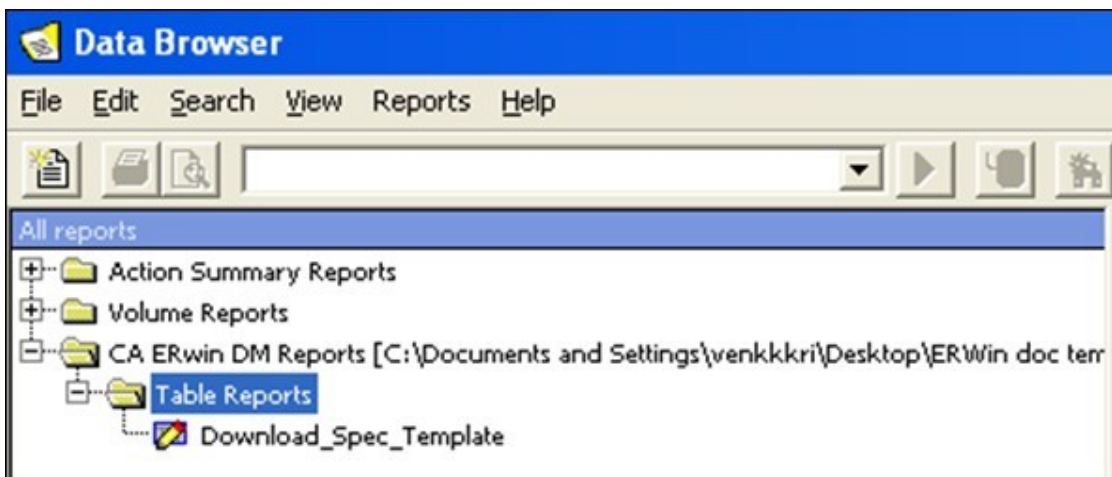 Data Browser
File Edit Search View Reports Help
All reports
Action Summary Reports
Volume Reports
CA ERwin DM Reports [C:\Documents and Settings\venkkkri\Desktop\ERWin doc tem
Table Reports
Download_Spec_Template